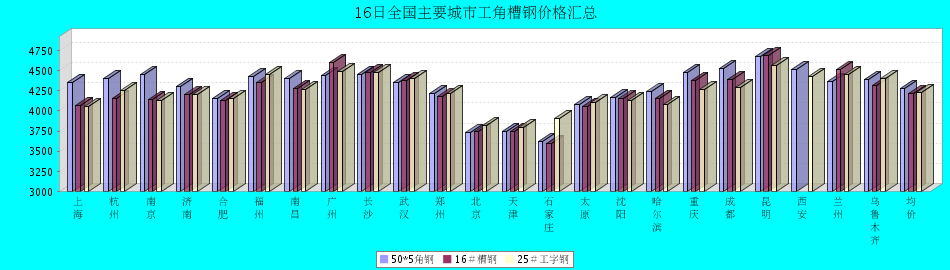 16日全国主要城市工角槽钢价格汇总
4750
4500
4250
4000
3750
3500
3250
3000
上海 杭州 南京 济南 合肥 福州 南昌 广州 长沙 武汉 郑州 北京 天津 石家庄 太原 沈阳 哈尔滨 重庆 成都 昆明 西安 兰州 乌鲁木齐 均价
50*5角钢 16#槽钢 25#工字钢